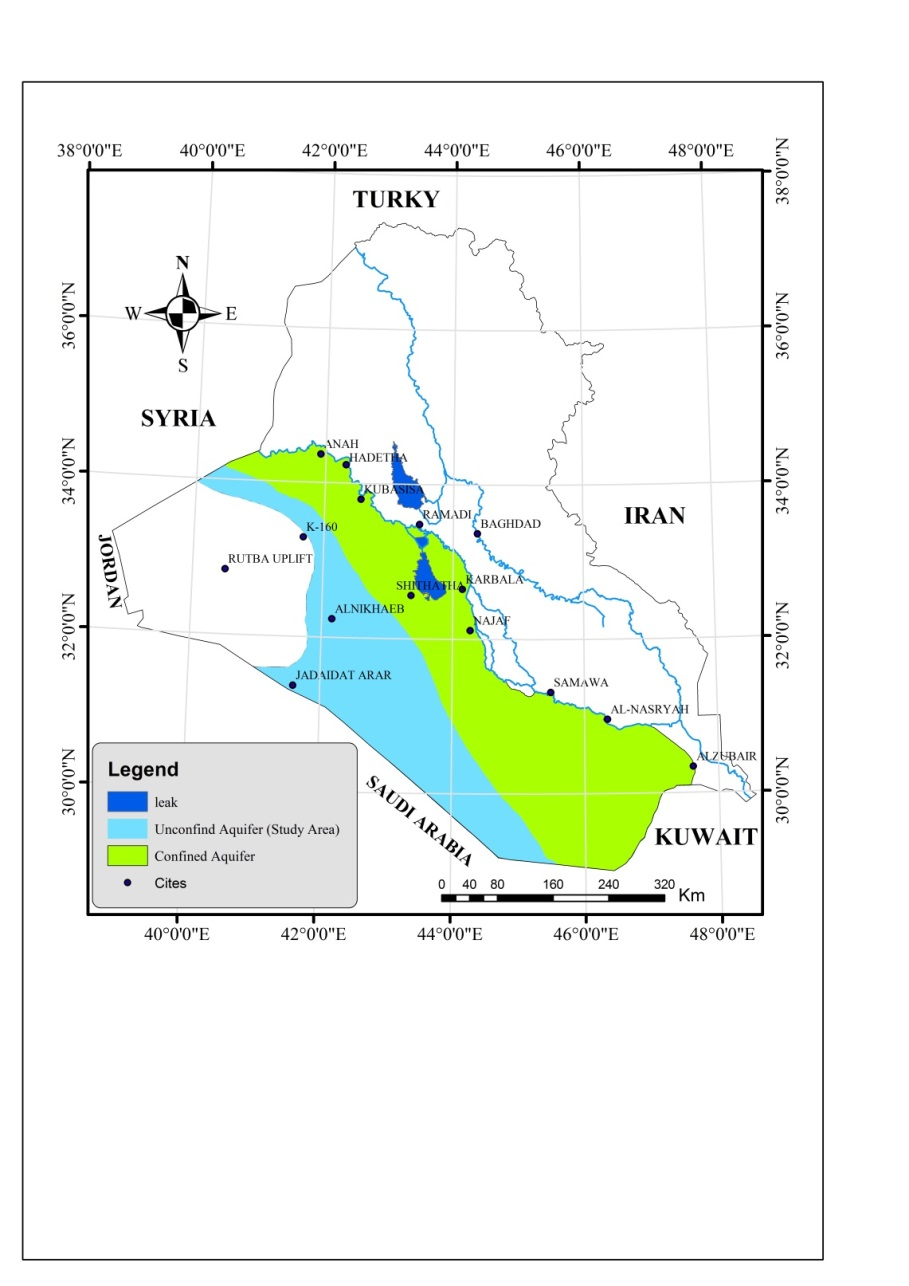 38°0'0"E 40°0'0"E 42°0'0"E 44°0'0"E 46°0'0"E 48°0'0"E
38°0'0"N
TURKY
N
W E
S
36°0'0"N
36°0'0"N
SYRIA
ANAH
HADETHA
34°0'0"N
34°0'0"N
KUBASISA
RAMADI
IRAN
K-160
BAGHDAD
JORDAN
RUTBA UPLIFT
SHITHATHA
KARBALA
ALNIKHAEB
NAJAF
32°0'0"N
32°0'0"N
JADAIDAT ARAR
SAMAWA
AL-NASRYAH
ALZUBAIR
30°0'0"N
30°0'0"N
SAUDI ARABIA
KUWAIT
Legend
leak
Unconfind Aquifer (Study Area)
Confined Aquifer
Cites
0 40 80 160 240 320
Km
40°0'0"E 42°0'0"E 44°0'0"E 46°0'0"E 48°0'0"E